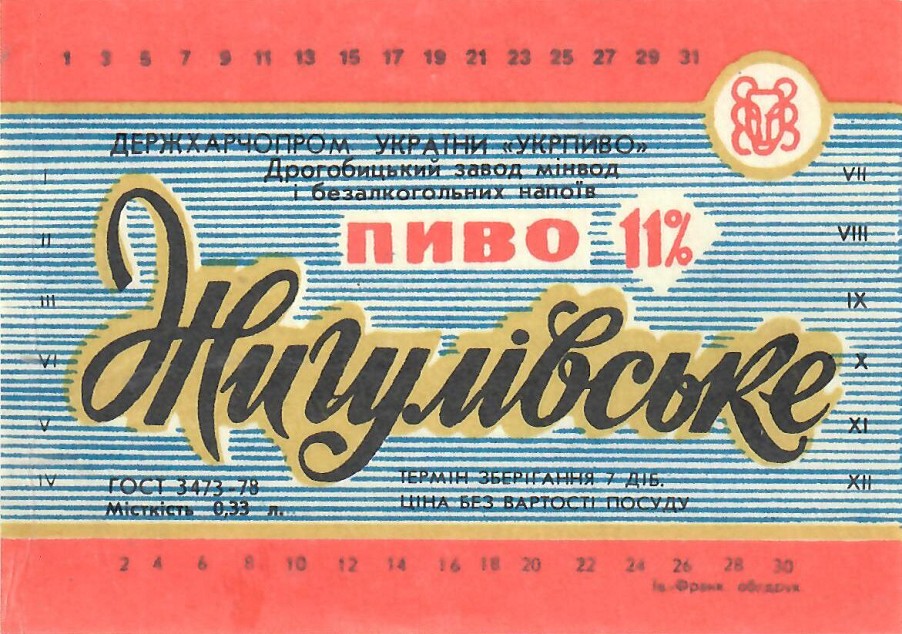 1 3 5 7 9 11 13 15 17 19 21 23 25 27 29 31
ДЕРЖХАРЧОПРОМ УКРАЇНИ «УКРПИВО»
Дрогобицький завод мінвод
і безалкогольних напоїв
ПИВО 11%
Жигулівське
I
II
III
VI
V
IV
VII
VIII
IX
X
XI
XII
ГОСТ 3473-78
Місткість 0,33 л.
ТЕРМІН ЗБЕРІГАННЯ 7 ДІБ.
ЦІНА БЕЗ ВАРТОСТІ ПОСУДУ
2 4 6 8 10 12 14 16 18 20 22 24 26 28 30
Ів.-Франк